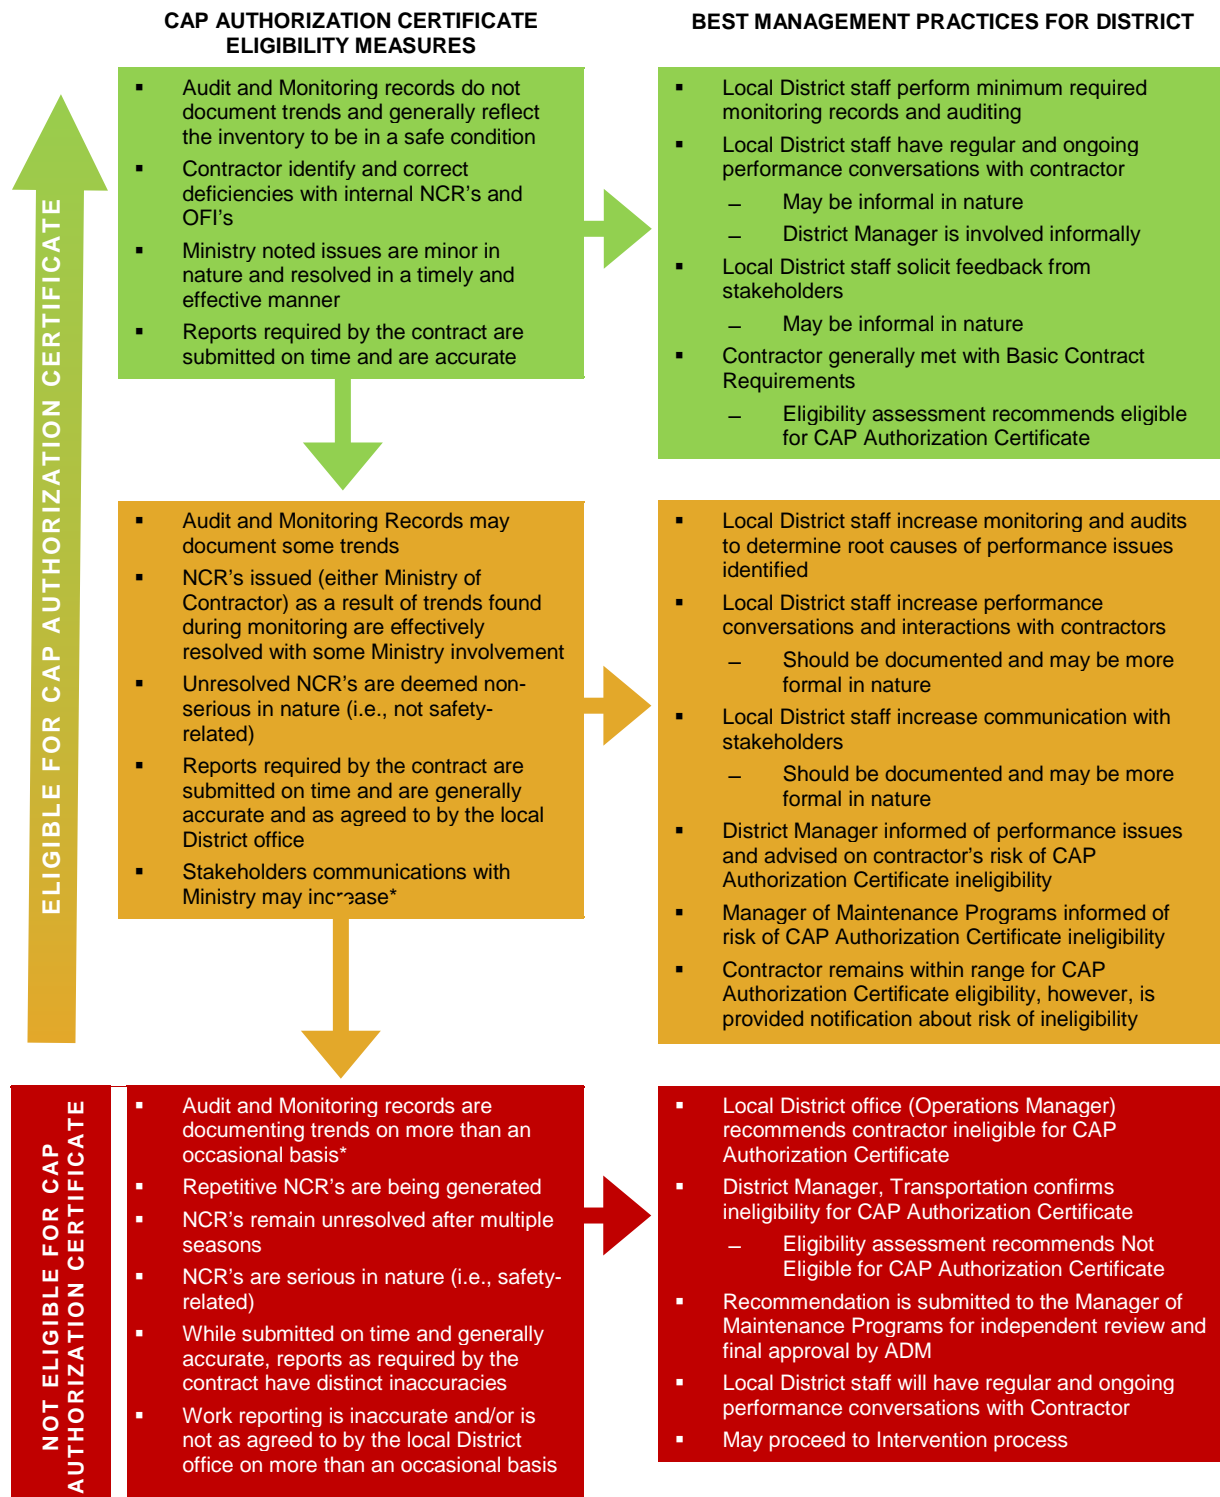 CAP AUTHORIZATION CERTIFICATE
ELIGIBILITY MEASURES
BEST MANAGEMENT PRACTICES FOR DISTRICT
ELIGIBLE FOR CAP AUTHORIZATION CERTIFICATE
▪ Audit and Monitoring records do not
document trends and generally reflect
the inventory to be in a safe condition
▪ Contractor identify and correct
deficiencies with internal NCR’s and
OFI’s
▪ Ministry noted issues are minor in
nature and resolved in a timely and
effective manner
▪ Reports required by the contract are
submitted on time and are accurate
▪ Local District staff perform minimum required
monitoring records and auditing
▪ Local District staff have regular and ongoing
performance conversations with contractor
– May be informal in nature
– District Manager is involved informally
▪ Local District staff solicit feedback from
stakeholders
– May be informal in nature
▪ Contractor generally met with Basic Contract
Requirements
– Eligibility assessment recommends eligible
for CAP Authorization Certificate
▪ Audit and Monitoring Records may
document some trends
▪ NCR’s issued (either Ministry of
Contractor) as a result of trends found
during monitoring are effectively
resolved with some Ministry involvement
▪ Unresolved NCR’s are deemed non-
serious in nature (i.e., not safety-
related)
▪ Reports required by the contract are
submitted on time and are generally
accurate and as agreed to by the local
District office
▪ Stakeholders communications with
Ministry may increase*
▪ Local District staff increase monitoring and audits
to determine root causes of performance issues
identified
▪ Local District staff increase performance
conversations and interactions with contractors
– Should be documented and may be more
formal in nature
▪ Local District staff increase communication with
stakeholders
– Should be documented and may be more
formal in nature
▪ District Manager informed of performance issues
and advised on contractor’s risk of CAP
Authorization Certificate ineligibility
▪ Manager of Maintenance Programs informed of
risk of CAP Authorization Certificate ineligibility
▪ Contractor remains within range for CAP
Authorization Certificate eligibility, however, is
provided notification about risk of ineligibility
NOT ELIGIBLE FOR CAP
AUTHORIZATION CERTIFICATE
▪ Audit and Monitoring records are
documenting trends on more than an
occasional basis*
▪ Repetitive NCR’s are being generated
▪ NCR’s remain unresolved after multiple
seasons
▪ NCR’s are serious in nature (i.e., safety-
related)
▪ While submitted on time and generally
accurate, reports as required by the
contract have distinct inaccuracies
▪ Work reporting is inaccurate and/or is
not as agreed to by the local District
office on more than an occasional basis
▪ Local District office (Operations Manager)
recommends contractor ineligible for CAP
Authorization Certificate
▪ District Manager, Transportation confirms
ineligibility for CAP Authorization Certificate
– Eligibility assessment recommends Not
Eligible for CAP Authorization Certificate
▪ Recommendation is submitted to the Manager of
Maintenance Programs for independent review and
final approval by ADM
▪ Local District staff will have regular and ongoing
performance conversations with Contractor
▪ May proceed to Intervention process